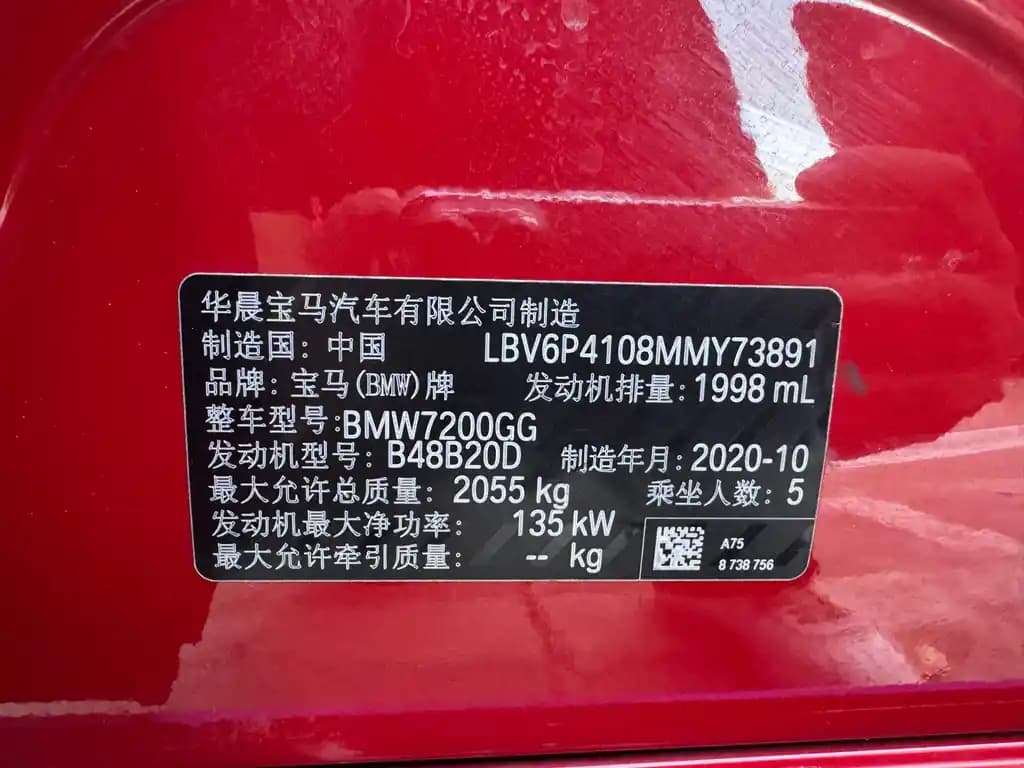 华晨宝马汽车有限公司制造
制造国：中国 LBV6P4108MMY73891
品牌：宝马(BMW)牌 发动机排量：1998 mL
整车型号：BMW7200GG
发动机型号：B48B20D 制造年月：2020-10
最大允许总质量：2055 kg 乘坐人数：5
发动机最大净功率：135 kW
最大允许牵引质量：-- kg
A75
8 738 756